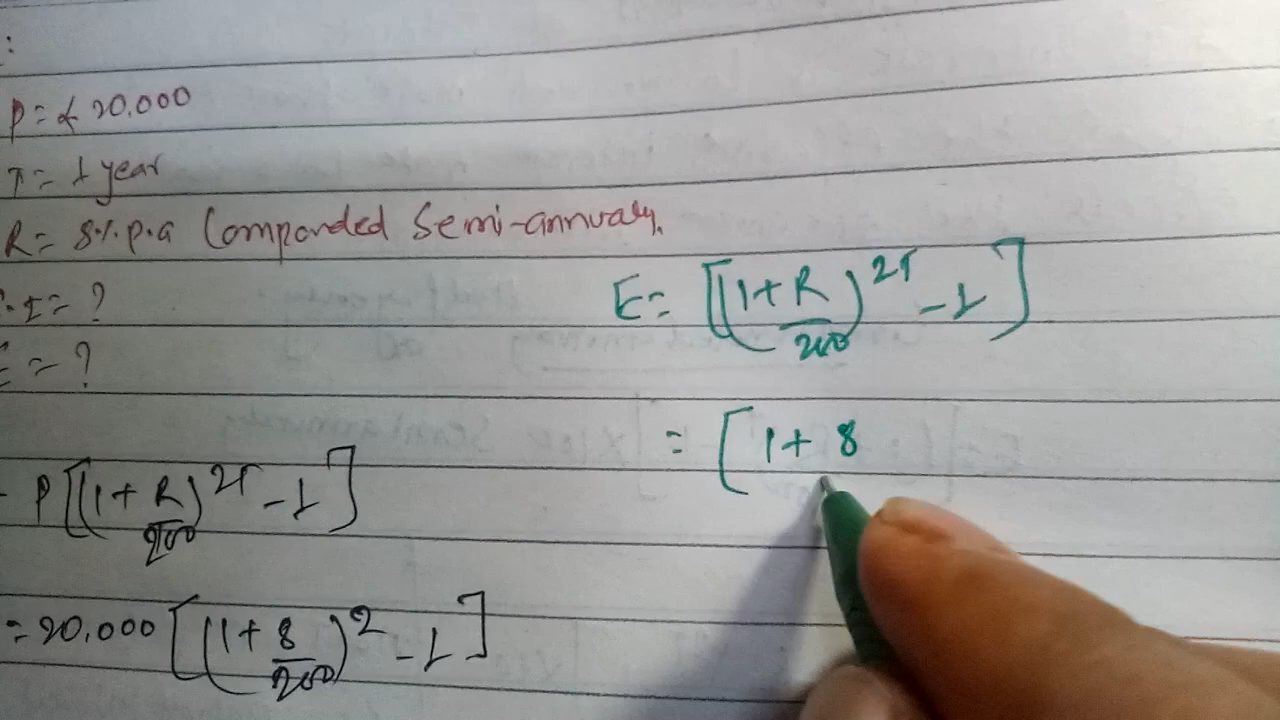 :
P = ₹ 20,000
T = 1 year
R = 8% p.a Componded Semi-annualy.
I = ?
E = ?
P[(1 + R/200)^2T - 1]
= 20,000 [(1 + 8/200)^2 - 1]
E = [(1 + R/200)^2T - 1]
= [1 + 8